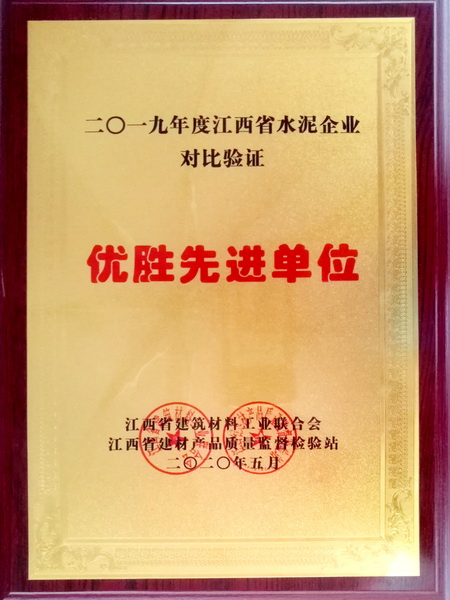 二〇一九年度江西省水泥企业
对比验证
优胜先进单位
江西省建筑材料工业联合会
江西省建材产品质量监督检验站
二〇二〇年五月